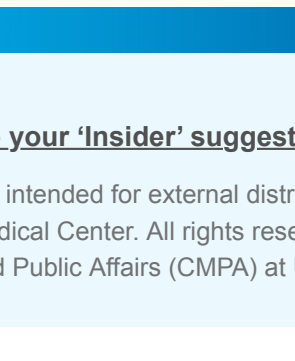 your ‘Insider’ suggest
intended for external distr
dical Center. All rights rese
d Public Affairs (CMPA) at